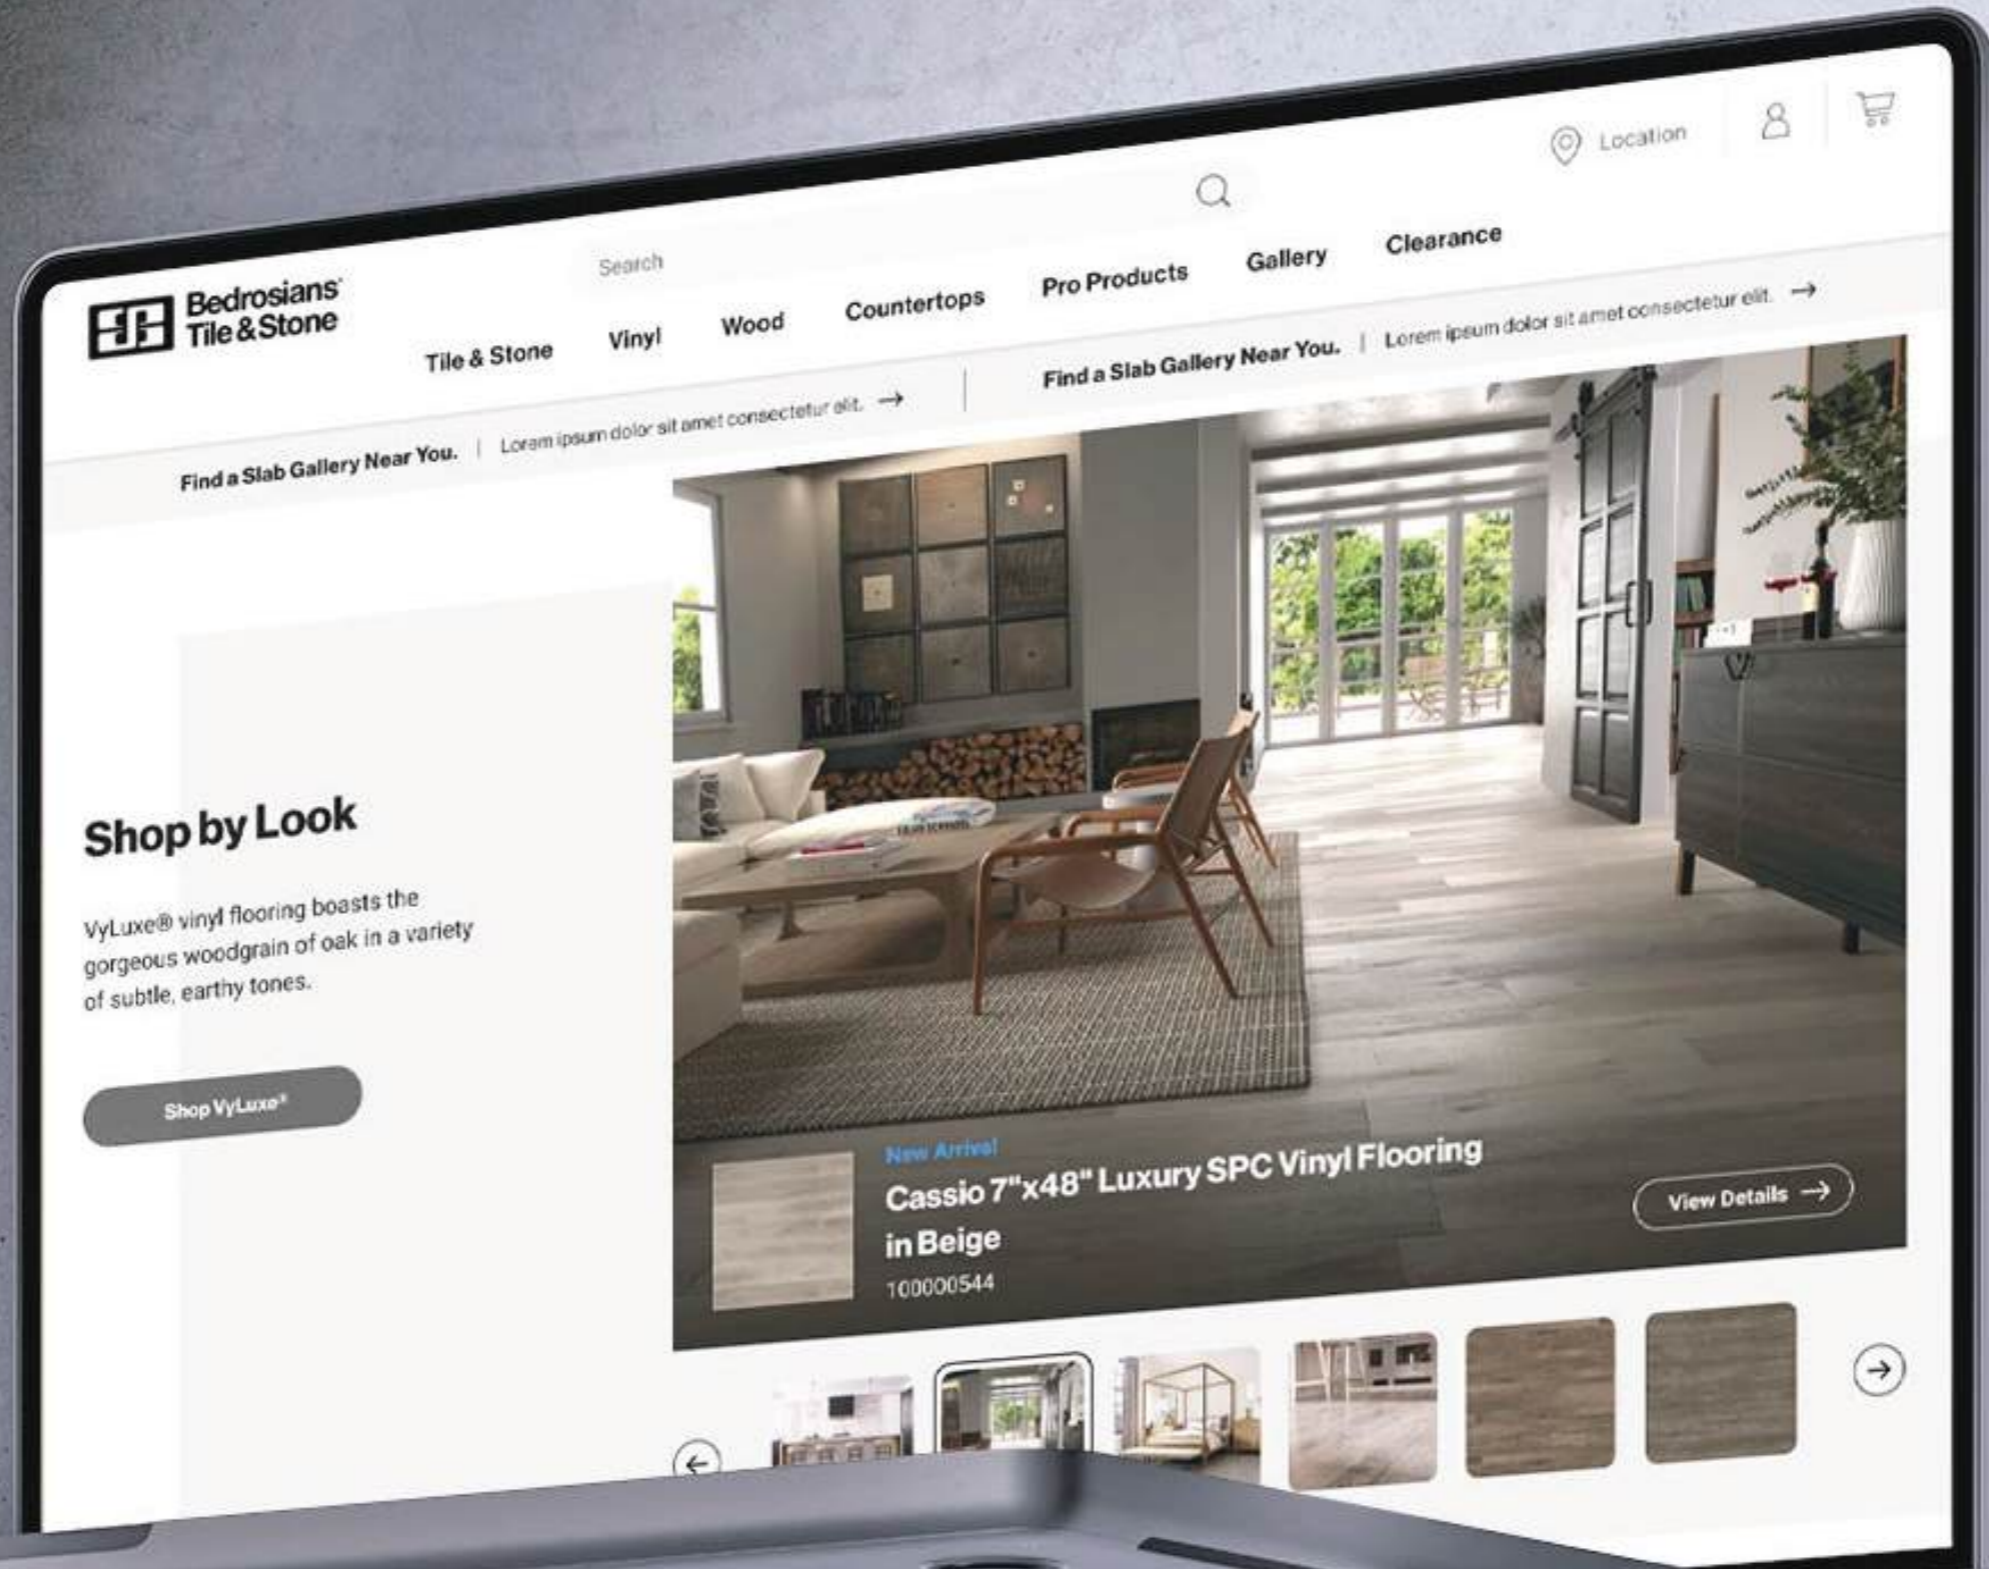 Location
Search
Bedrosians®
Tile & Stone
Tile & Stone
Vinyl
Wood
Countertops
Pro Products
Gallery
Clearance
Find a Slab Gallery Near You. | Lorem ipsum dolor sit amet consectetur elit. →
Find a Slab Gallery Near You. | Lorem ipsum dolor sit amet consectetur elit. →
Shop by Look
VyLuxe® vinyl flooring boasts the
gorgeous woodgrain of oak in a variety
of subtle, earthy tones.
Shop VyLuxe®
New Arrival
Cassio 7"x48" Luxury SPC Vinyl Flooring
in Beige
100000544
View Details →